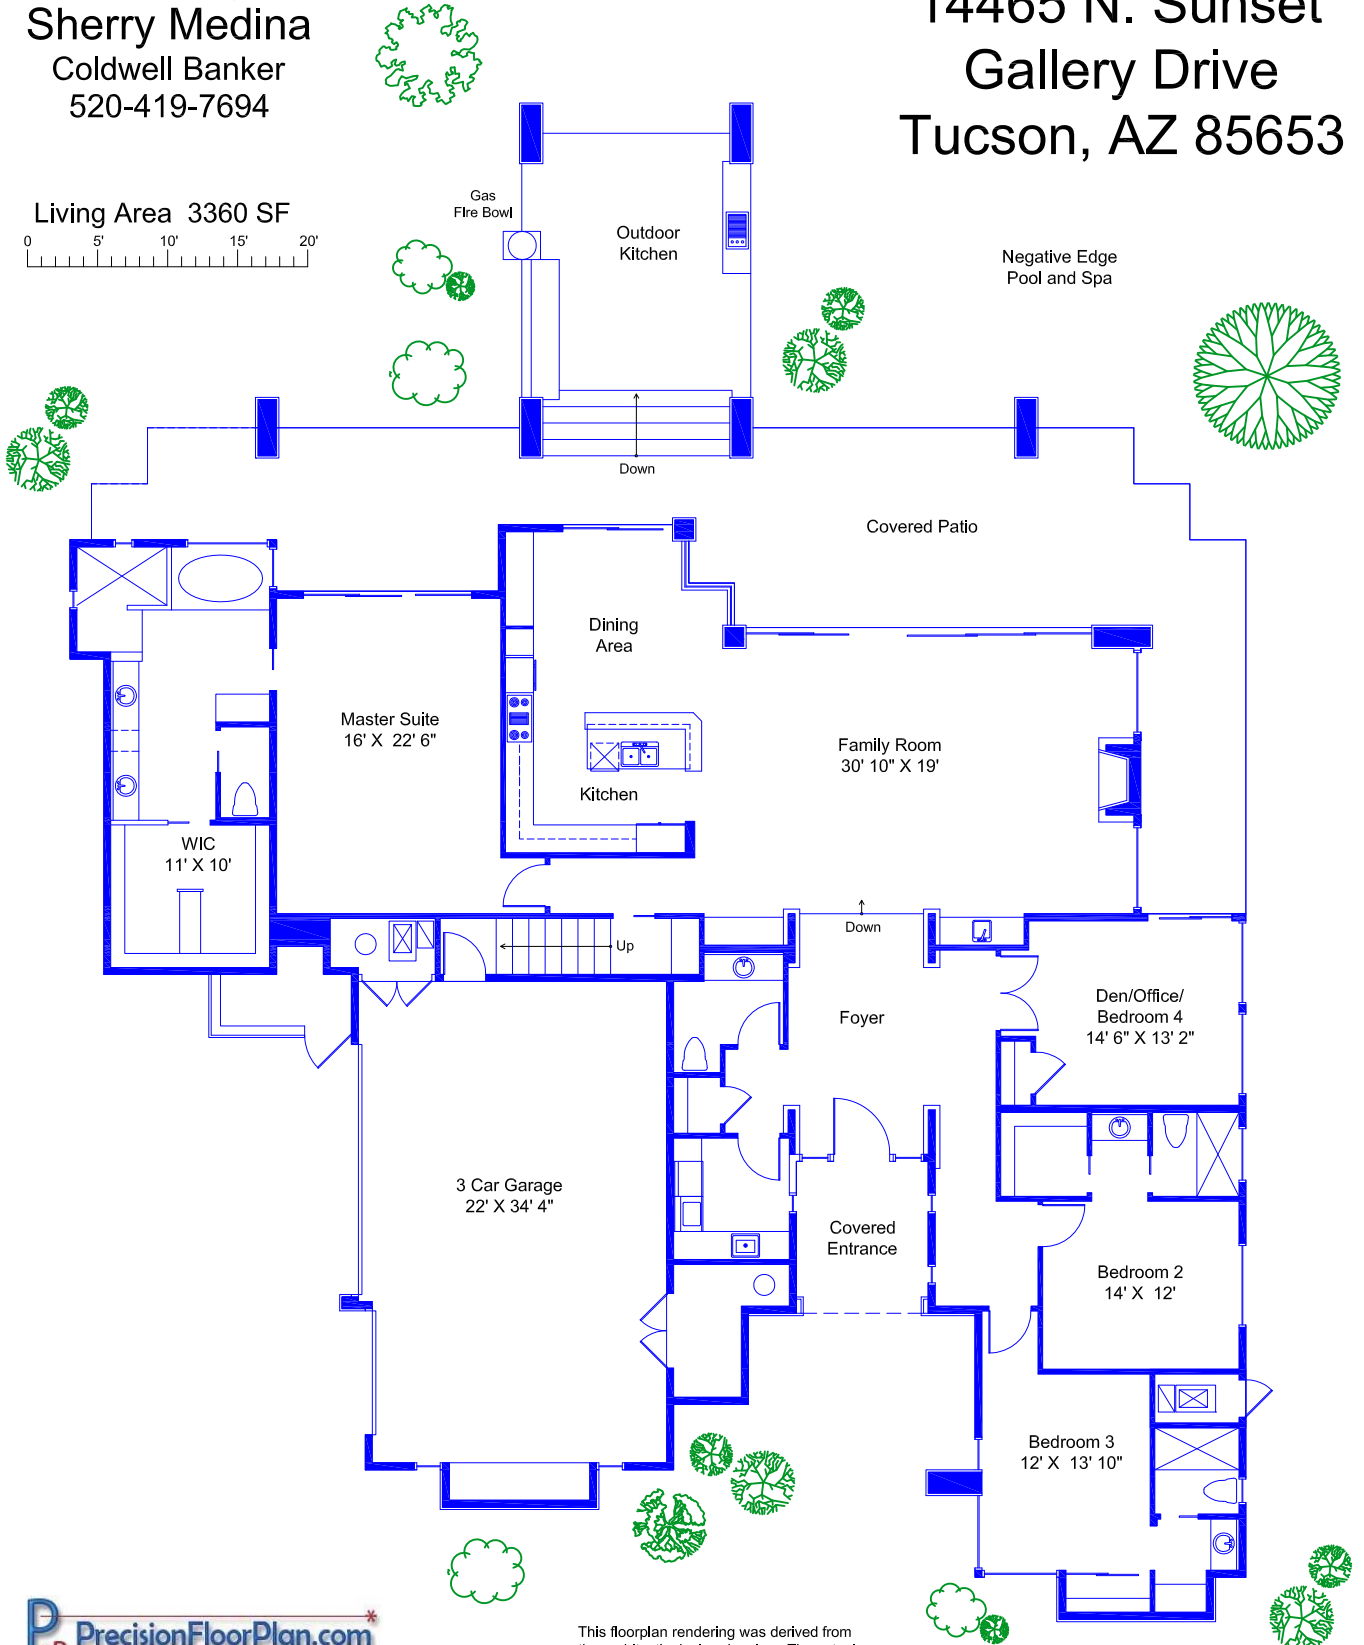 Sherry Medina
Coldwell Banker
520-419-7694
14465 N. Sunset
Gallery Drive
Tucson, AZ 85653
Living Area 3360 SF
0 5' 10' 15' 20'
Gas
Fire Bowl
Outdoor
Kitchen
Negative Edge
Pool and Spa
Down
Covered Patio
Dining
Area
Master Suite
16' X 22' 6"
Family Room
30' 10" X 19'
Kitchen
WIC
11' X 10'
Up
Down
Foyer
Den/Office/
Bedroom 4
14' 6" X 13' 2"
3 Car Garage
22' X 34' 4"
Covered
Entrance
Bedroom 2
14' X 12'
Bedroom 3
12' X 13' 10"
PrecisionFloorPlan.com
This floorplan rendering was derived from